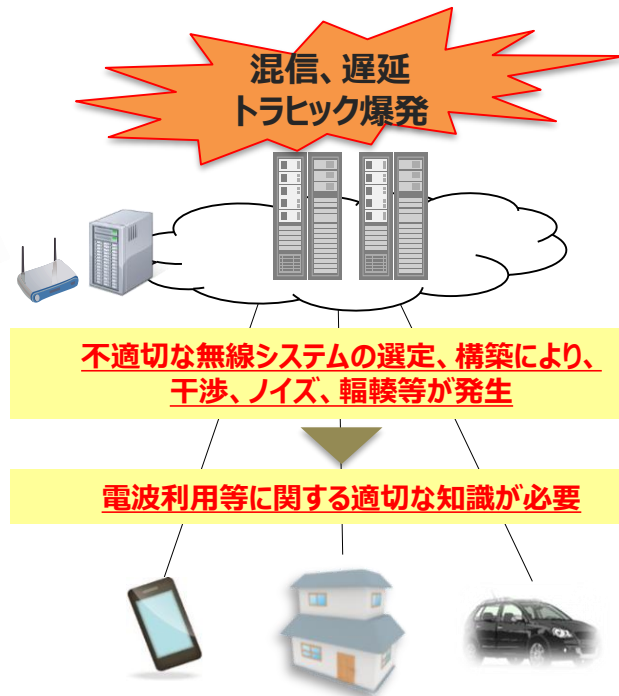 混信、遅延
トラヒック爆発
不適切な無線システムの選定、構築により、
干渉、ノイズ、輻輳等が発生
電波利用等に関する適切な知識が必要